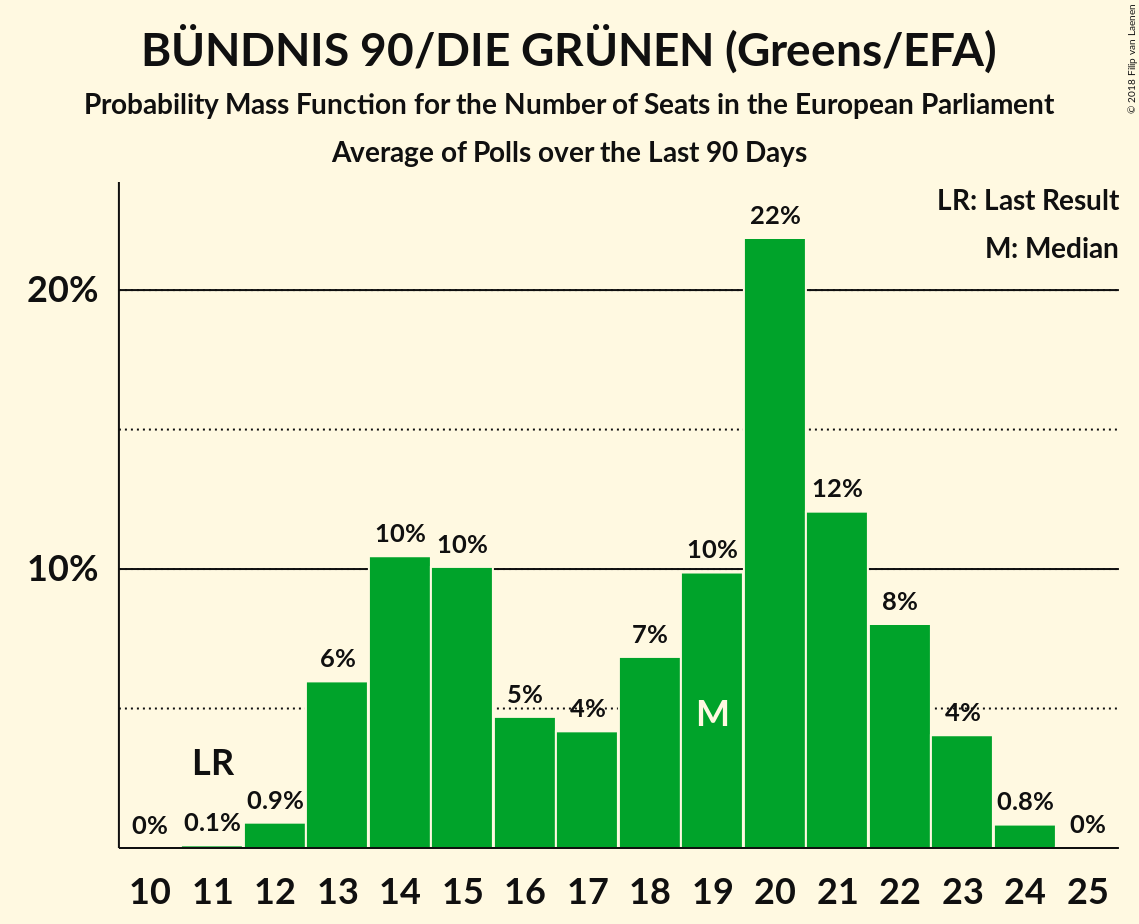 BÜNDNIS 90/DIE GRÜNEN (Greens/EFA)
Probability Mass Function for the Number of Seats in the European Parliament
Average of Polls over the Last 90 Days
© 2018 Filip van Laenen
LR: Last Result
M: Median
20%
10%
0%
0.1%
0.9%
6%
10%
10%
5%
4%
7%
10%
22%
12%
8%
4%
0.8%
0%
LR
M
10 11 12 13 14 15 16 17 18 19 20 21 22 23 24 25